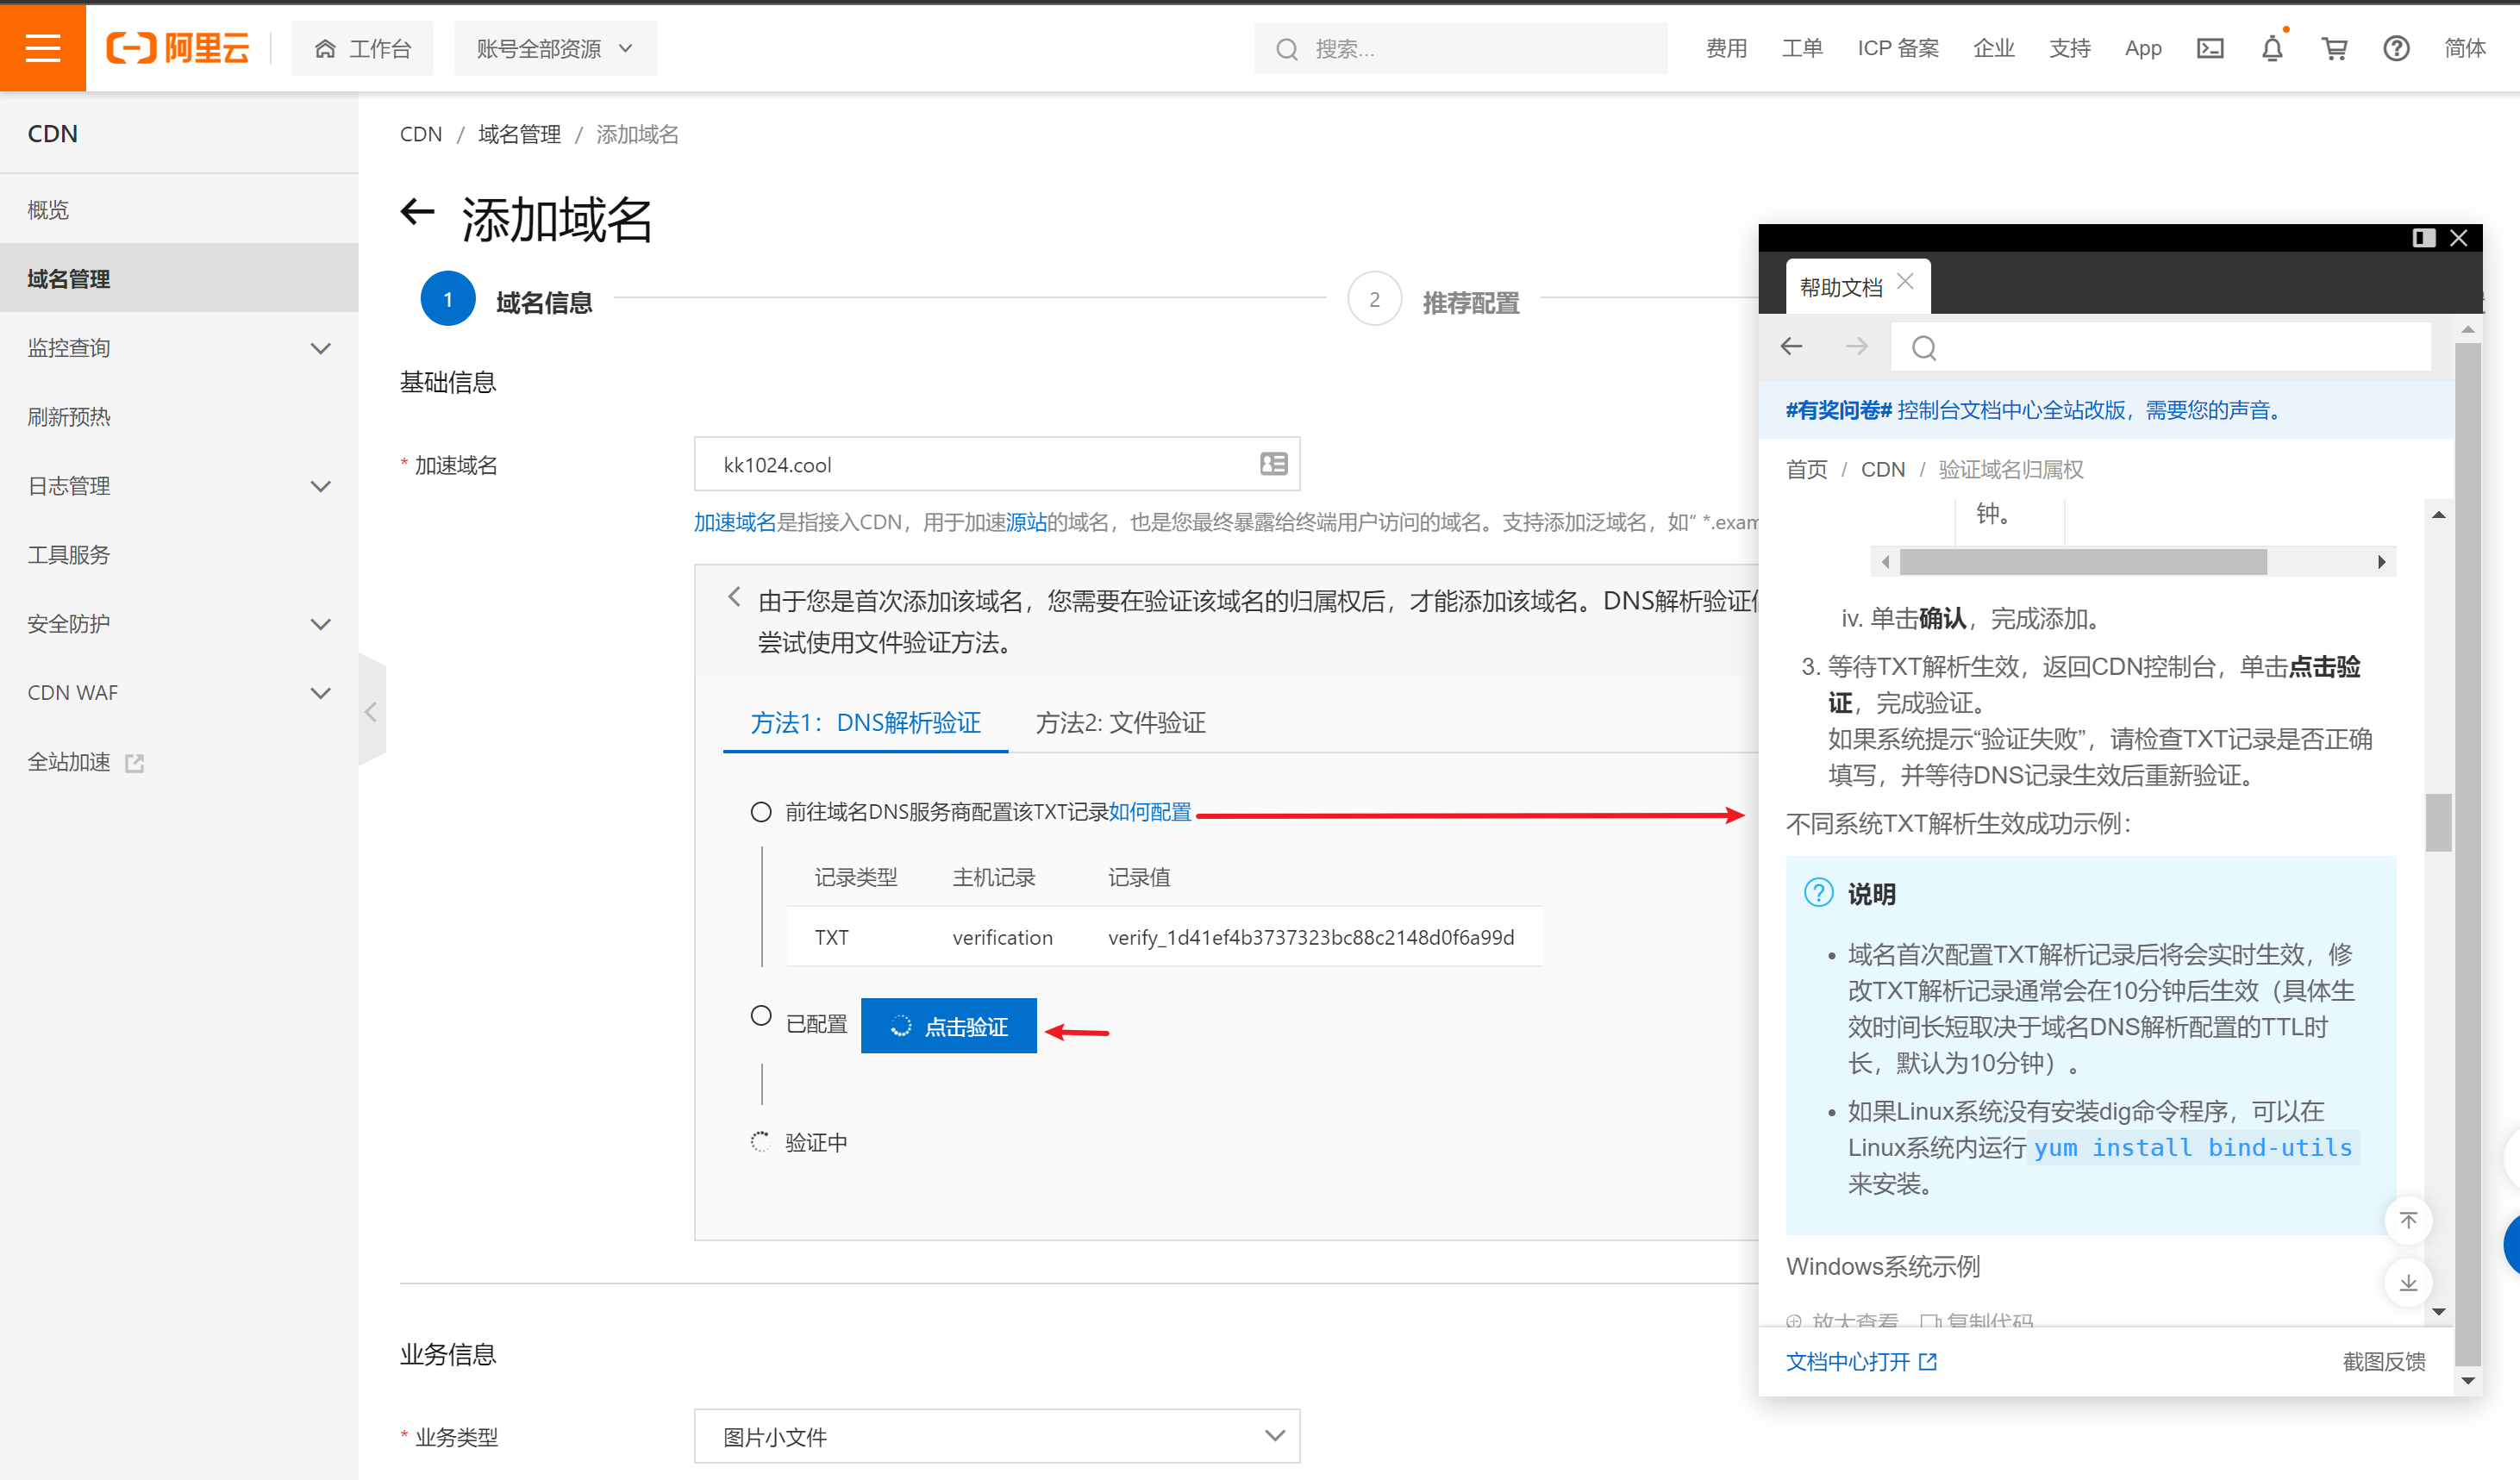 阿里云
工作台
账号全部资源
搜索...
费用
工单
ICP 备案
企业
支持
App
简体
CDN
概览
域名管理
监控查询
刷新预热
日志管理
工具服务
安全防护
CDN WAF
全站加速
CDN / 域名管理 / 添加域名
添加域名
1 域名信息
2 推荐配置
基础信息
* 加速域名
kk1024.cool
加速域名是指接入CDN，用于加速源站的域名，也是您最终暴露给终端用户访问的域名。支持添加泛域名，如“ *.exam
由于您是首次添加该域名，您需要在验证该域名的归属权后，才能添加该域名。DNS解析验证
尝试使用文件验证方法。
方法1：DNS解析验证
方法2: 文件验证
前往域名DNS服务商配置该TXT记录如何配置
记录类型 主机记录 记录值
TXT verification verify_1d41ef4b3737323bc88c2148d0f6a99d
已配置 点击验证
验证中
业务信息
* 业务类型
图片小文件
帮助文档
#有奖问卷# 控制台文档中心全站改版，需要您的声音。
首页 / CDN / 验证域名归属权
钟。
iv. 单击确认，完成添加。
3. 等待TXT解析生效，返回CDN控制台，单击点击验
证，完成验证。
如果系统提示“验证失败”，请检查TXT记录是否正确
填写，并等待DNS记录生效后重新验证。
不同系统TXT解析生效成功示例：
说明
• 域名首次配置TXT解析记录后将会实时生效，修
改TXT解析记录通常会在10分钟后生效（具体生
效时间长短取决于域名DNS解析配置的TTL时
长，默认为10分钟）。
• 如果Linux系统没有安装dig命令程序，可以在
Linux系统内运行 yum install bind-utils
来安装。
Windows系统示例
放大查看 复制代码
文档中心打开
截图反馈